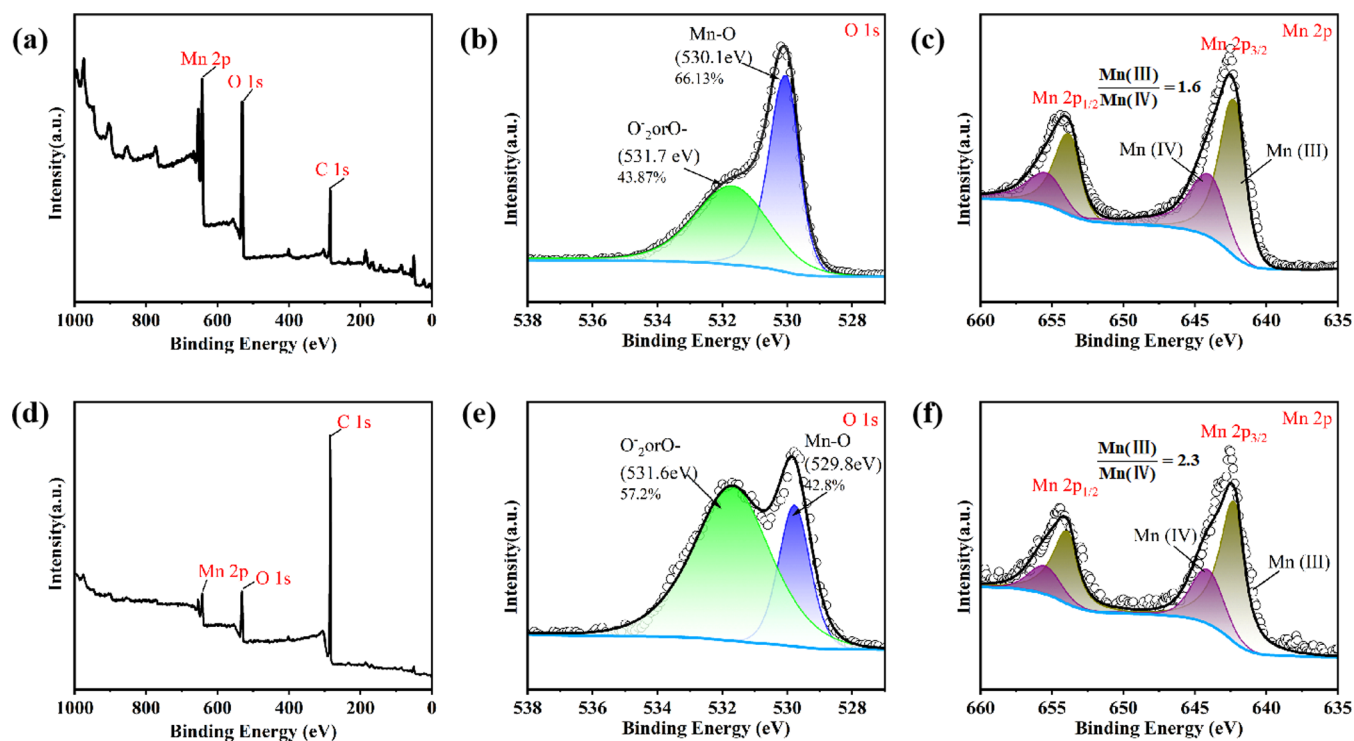 (a)
Mn 2p
O 1s
C 1s
Intensity(a.u.)
1000 800 600 400 200 0
Binding Energy (eV)
(b)
O 1s
Mn-O
(530.1eV)
66.13%
O⁻₂orO-
(531.7 eV)
43.87%
Intensity(a.u.)
538 536 534 532 530 528
Binding Energy (eV)
(c)
Mn 2p
Mn 2p₃/₂
Mn(Ⅲ)
Mn(Ⅳ) =1.6
Mn 2p₁/₂
Mn (IV)
Mn (III)
Intensity(a.u.)
660 655 650 645 640 635
Binding Energy (eV)
(d)
C 1s
Mn 2p
O 1s
Intensity(a.u.)
1000 800 600 400 200 0
Binding Energy (eV)
(e)
O 1s
O⁻₂orO-
(531.6eV)
57.2%
Mn-O
(529.8eV)
42.8%
Intensity(a.u.)
538 536 534 532 530 528
Binding Energy (eV)
(f)
Mn 2p
Mn 2p₃/₂
Mn(Ⅲ)
Mn(Ⅳ) = 2.3
Mn 2p₁/₂
Mn (IV)
Mn (III)
Intensity(a.u.)
660 655 650 645 640 635
Binding Energy (eV)